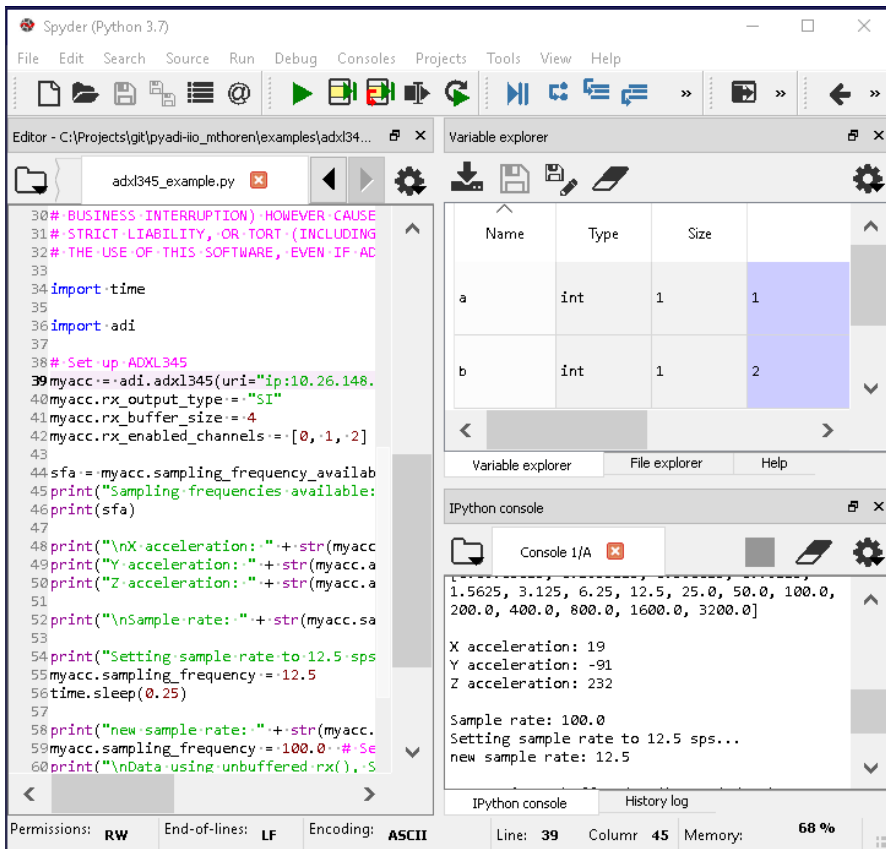 Spyder (Python 3.7)
File Edit Search Source Run Debug Consoles Projects Tools View Help
@ » » »
Editor - C:\Projects\git\pyadi-iio_mthoren\examples\adxl34...
adxl345_example.py
30 # BUSINESS INTERRUPTION) HOWEVER CAUSE
31 # STRICT LIABILITY, OR TORT (INCLUDING
32 # THE USE OF THIS SOFTWARE, EVEN IF AD
33
34 import time
35
36 import adi
37
38 # Set up ADXL345
39 myacc = adi.adxl345(uri="ip:10.26.148.
40 myacc.rx_output_type = "SI"
41 myacc.rx_buffer_size = 4
42 myacc.rx_enabled_channels = [0, 1, 2]
43
44 sfa = myacc.sampling_frequency_availab
45 print("Sampling frequencies available:
46 print(sfa)
47
48 print("\nX acceleration: " + str(myacc
49 print("Y acceleration: " + str(myacc.a
50 print("Z acceleration: " + str(myacc.a
51
52 print("\nSample rate: " + str(myacc.sa
53
54 print("Setting sample rate to 12.5 sps
55 myacc.sampling_frequency = 12.5
56 time.sleep(0.25)
57
58 print("new sample rate: " + str(myacc.
59 myacc.sampling_frequency = 100.0 # Se
60 print("\nData using unbuffered rx(), S
Variable explorer
Name Type Size
a int 1 1
b int 1 2
Variable explorer File explorer Help
IPython console
Console 1/A
1.5625, 3.125, 6.25, 12.5, 25.0, 50.0, 100.0,
200.0, 400.0, 800.0, 1600.0, 3200.0]
X acceleration: 19
Y acceleration: -91
Z acceleration: 232
Sample rate: 100.0
Setting sample rate to 12.5 sps...
new sample rate: 12.5
IPython console History log
Permissions: RW End-of-lines: LF Encoding: ASCII Line: 39 Columr 45 Memory: 68 %